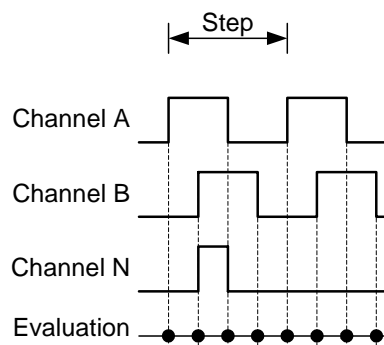 Step
Channel A
Channel B
Channel N
Evaluation